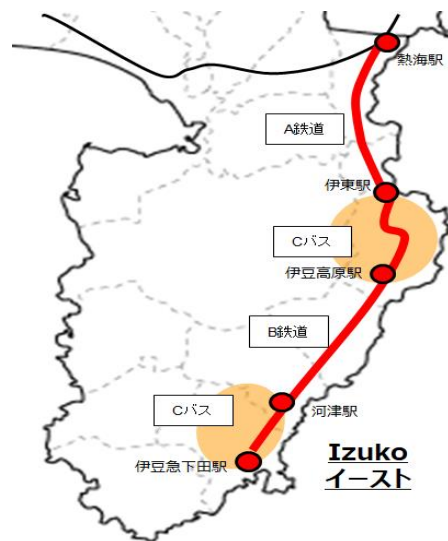 熱海駅
A鉄道
伊東駅
Cバス
伊豆高原駅
B鉄道
Cバス
河津駅
伊豆急下田駅
Izuko
イースト